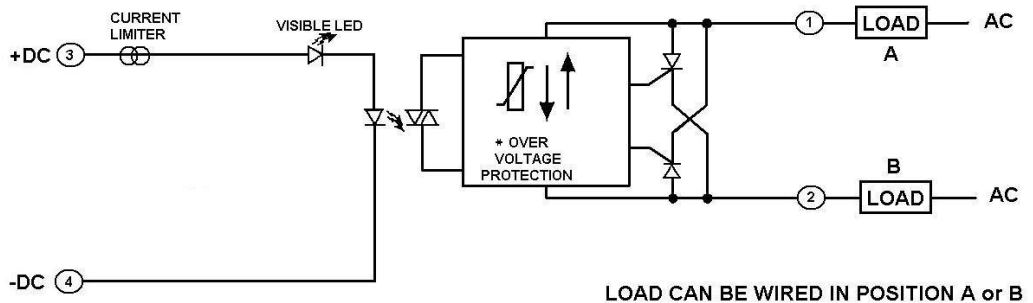 CURRENT
LIMITER
VISIBLE LED
+DC 3
1 LOAD AC
A
* OVER
VOLTAGE
PROTECTION
B
2 LOAD AC
-DC 4
LOAD CAN BE WIRED IN POSITION A or B